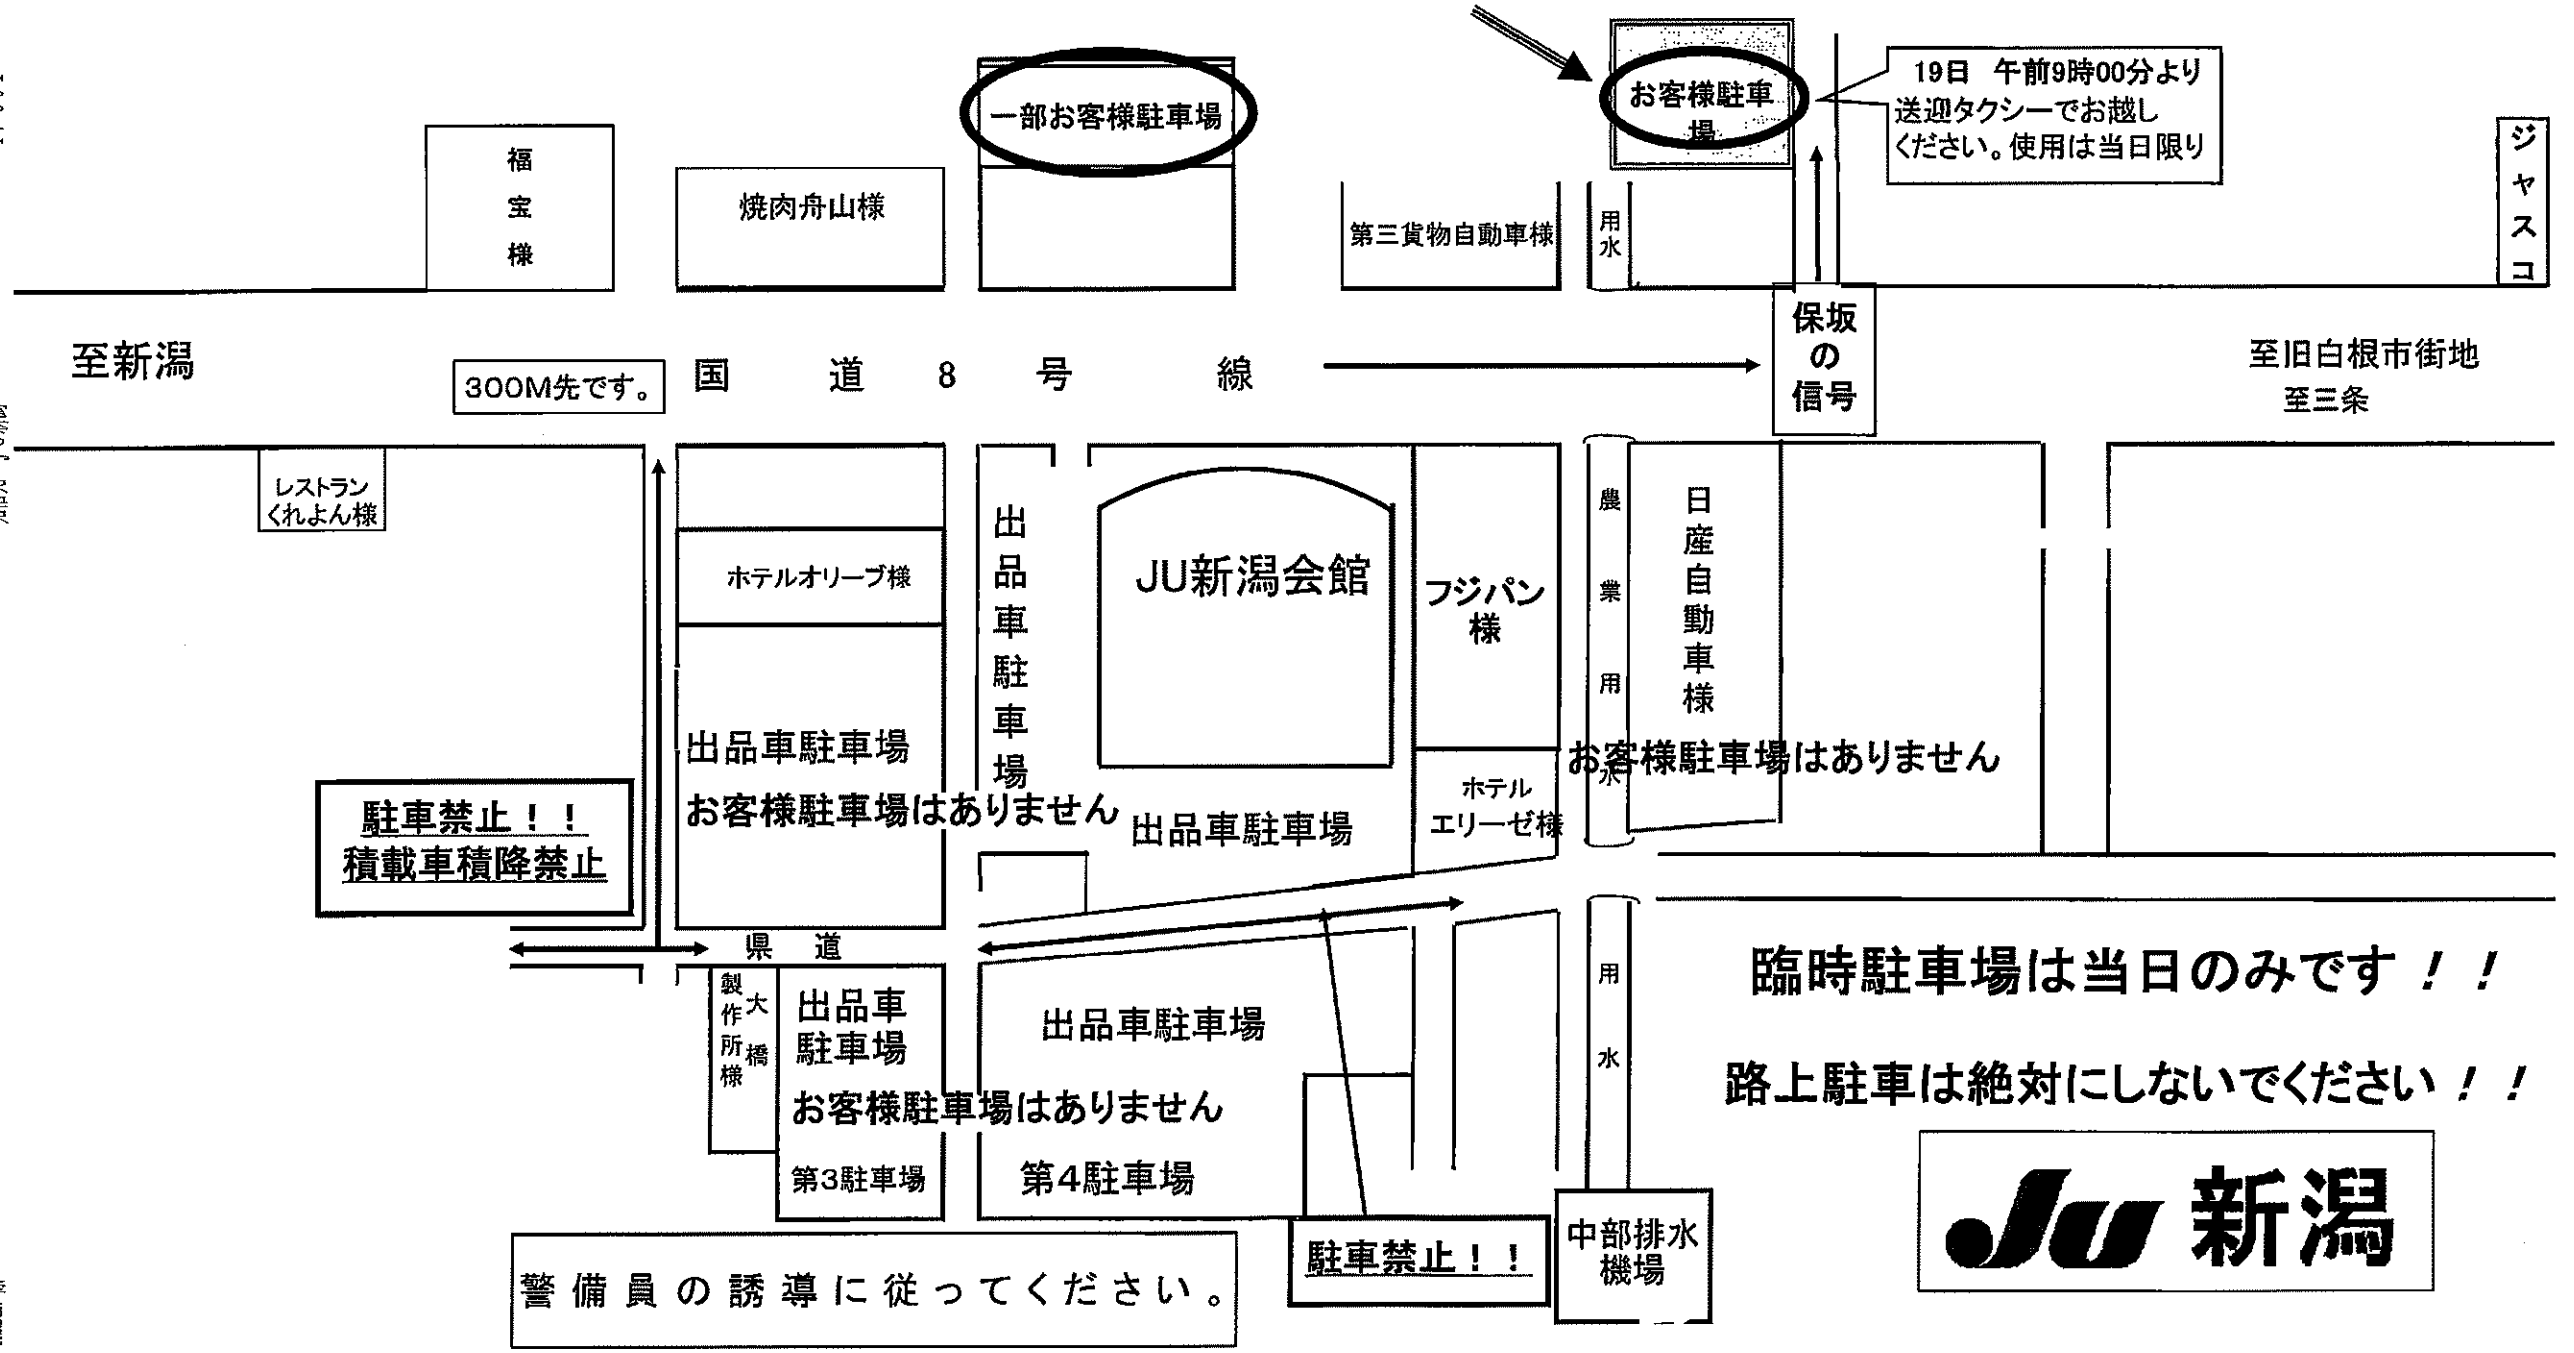 一部お客様駐車場
お客様駐車
場
19日 午前9時00分より
送迎タクシーでお越し
ください。使用は当日限り
ジャスコ
福宝様
焼肉舟山様
第三貨物自動車様
用水
至新潟
300M先です。
国道8号線
保坂
の
信号
至旧白根市街地
至三条
レストラン
くれよん様
ホテルオリーブ様
出品車駐車場
JU新潟会館
フジパン
様
農業用水
日産自動車様
出品車駐車場
お客様駐車場はありません
お客様駐車場はありません
ホテル
エリーゼ様
出品車駐車場
駐車禁止！！
積載車積降禁止
県道
大橋
製作所様
出品車
駐車場
お客様駐車場はありません
第3駐車場
出品車駐車場
第4駐車場
用水
臨時駐車場は当日のみです！！
路上駐車は絶対にしないでください！！
警備員の誘導に従ってください。
駐車禁止！！
中部排水
機場
JU 新潟